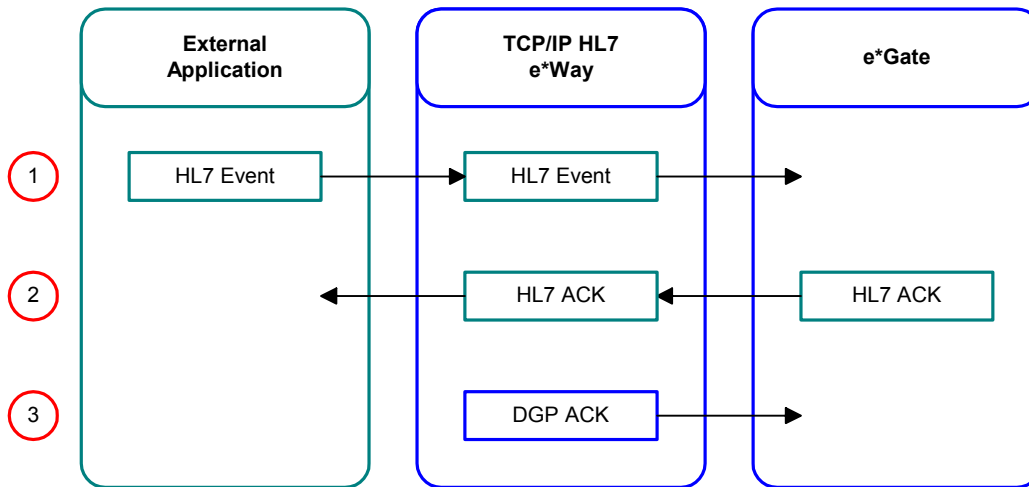 External
Application
TCP/IP HL7
e*Way
e*Gate
1
HL7 Event
HL7 Event
2
HL7 ACK
HL7 ACK
3
DGP ACK